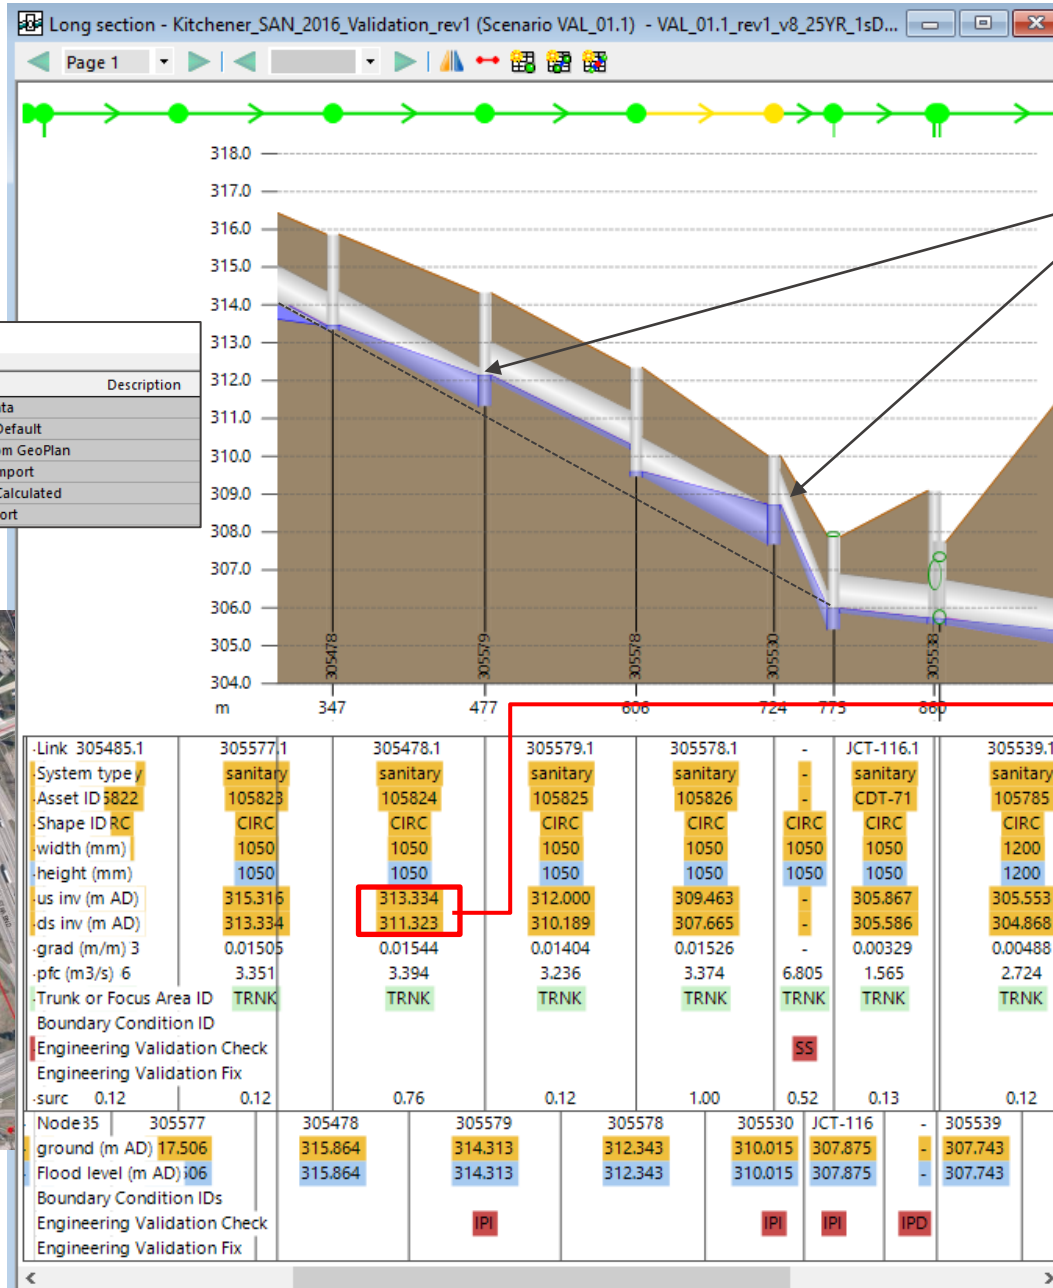 Long section - Kitchener_SAN_2016_Validation_rev1 (Scenario VAL_01.1) - VAL_01.1_rev1_v8_25YR_1sD...
Page 1
318.0
317.0
316.0
315.0
314.0
313.0
312.0
311.0
310.0
309.0
308.0
307.0
306.0
305.0
304.0
Description
ta
Default
om GeoPlan
mport
Calculated
ort
305478 305579 305578 305530 305538
m 347 477 606 724 775 860
Link 305485.1 305577.1 305478.1 305579.1 305578.1 - JCT-116.1 305539.1
System type y sanitary sanitary sanitary sanitary - sanitary sanitary
Asset ID 5822 105823 105824 105825 105826 - CDT-71 105785
Shape ID RC CIRC CIRC CIRC CIRC CIRC CIRC CIRC
width (mm) 1050 1050 1050 1050 1050 1050 1200
height (mm) 1050 1050 1050 1050 1050 1050 1200
us inv (m AD) 315.316 313.334 312.000 309.463 - 305.867 305.553
ds inv (m AD) 313.334 311.323 310.189 307.665 - 305.586 304.868
grad (m/m) 3 0.01505 0.01544 0.01404 0.01526 - 0.00329 0.00488
pfc (m3/s) 6 3.351 3.394 3.236 3.374 6.805 1.565 2.724
Trunk or Focus Area ID TRNK TRNK TRNK TRNK TRNK TRNK TRNK
Boundary Condition ID
Engineering Validation Check SS
Engineering Validation Fix
surc 0.12 0.12 0.76 0.12 1.00 0.52 0.13 0.12
Node 35 305577 305478 305579 305578 305530 JCT-116 - 305539
ground (m AD) 17.506 315.864 314.313 312.343 310.015 307.875 - 307.743
Flood level (m AD) 506 315.864 314.313 312.343 310.015 307.875 - 307.743
Boundary Condition IDs
Engineering Validation Check IPI IPI IPI IPD
Engineering Validation Fix